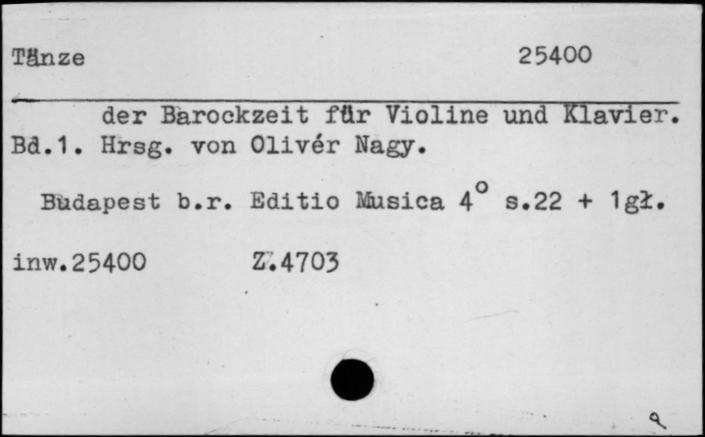 Tänze 25400
der Barockzeit für Violine und Klavier.
Bd.1. Hrsg. von Olivér Nagy.
Budapest b.r. Editio Musica 4° s.22 + 1gł.
inw.25400 Z.4703